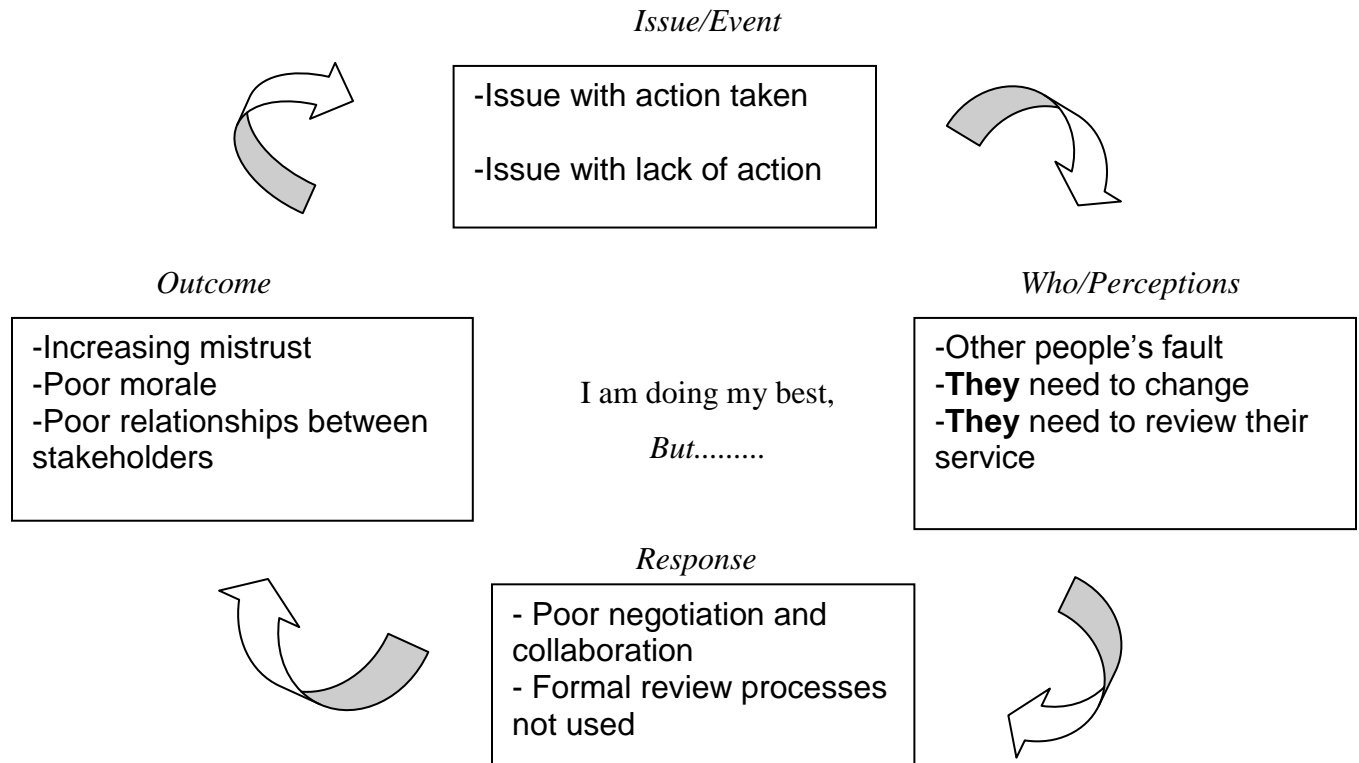 Issue/Event
-Issue with action taken
-Issue with lack of action
Who/Perceptions
-Other people’s fault
-They need to change
-They need to review their
service
Response
- Poor negotiation and
collaboration
- Formal review processes
not used
Outcome
-Increasing mistrust
-Poor morale
-Poor relationships between
stakeholders
I am doing my best,
But.........